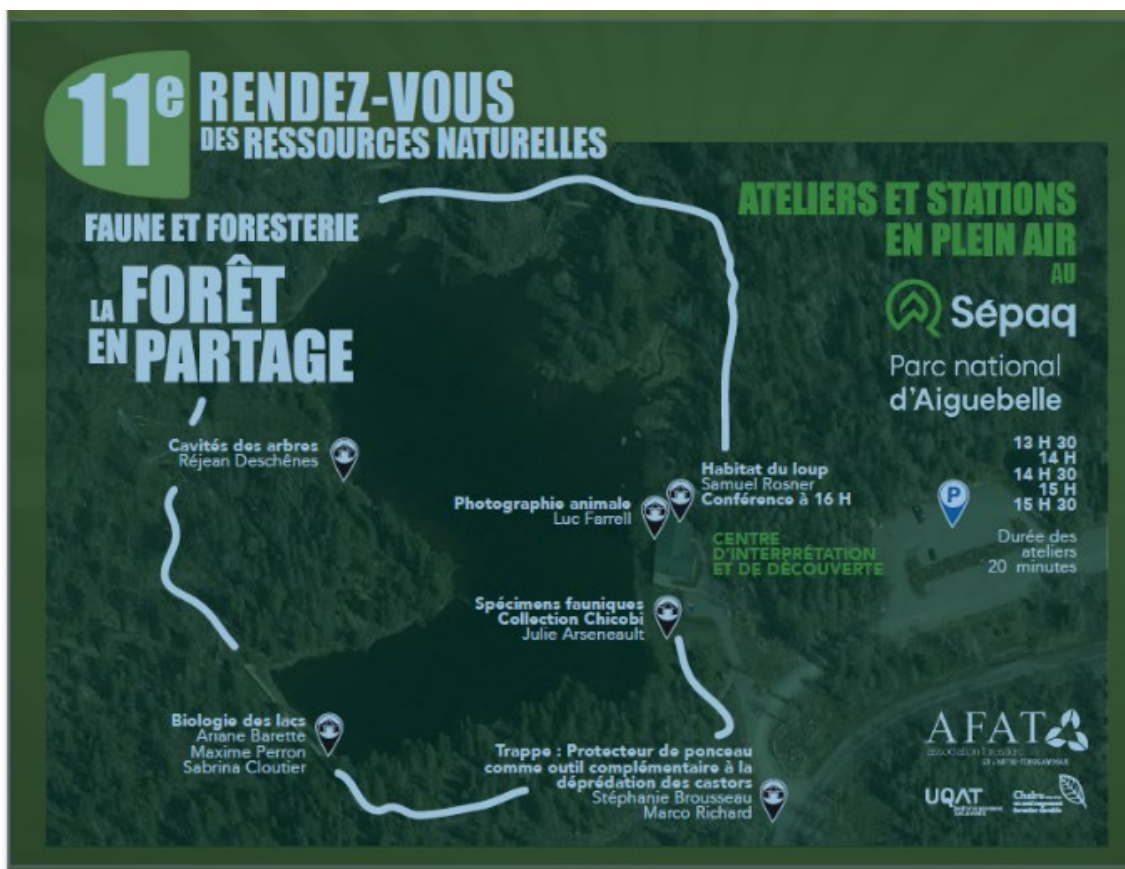 11e RENDEZ-VOUS
DES RESSOURCES NATURELLES
FAUNE ET FORESTERIE
LA FORÊT
EN PARTAGE
ATELIERS ET STATIONS
EN PLEIN AIR
AU
Sépaq
Parc national
d'Aiguebelle
13 H 30
14 H
14 H 30
15 H
15 H 30
Durée des
ateliers
20 minutes
P
Cavités des arbres
Réjean Deschênes
Photographie animale
Luc Farrell
Habitat du loup
Samuel Rosner
Conférence à 16 H
CENTRE
D'INTERPRÉTATION
ET DE DÉCOUVERTE
Spécimens fauniques
Collection Chicobi
Julie Arseneault
Biologie des lacs
Ariane Barette
Maxime Perron
Sabrina Cloutier
Trappe : Protecteur de ponceau
comme outil complémentaire à la
déprédation des castors
Stéphanie Brousseau
Marco Richard
AFAT
association forestière
UQAT
Chaire